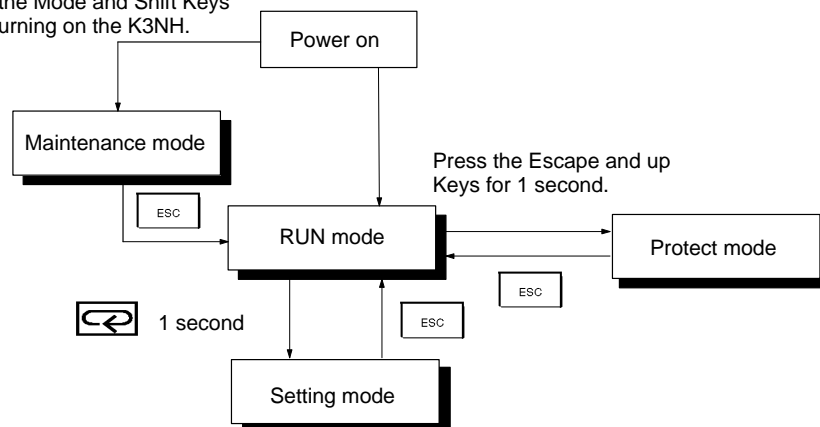 the Mode and Shift Keys
urning on the K3NH.
Power on
Maintenance mode
ESC
Press the Escape and up
Keys for 1 second.
RUN mode
Protect mode
ESC
1 second
ESC
Setting mode